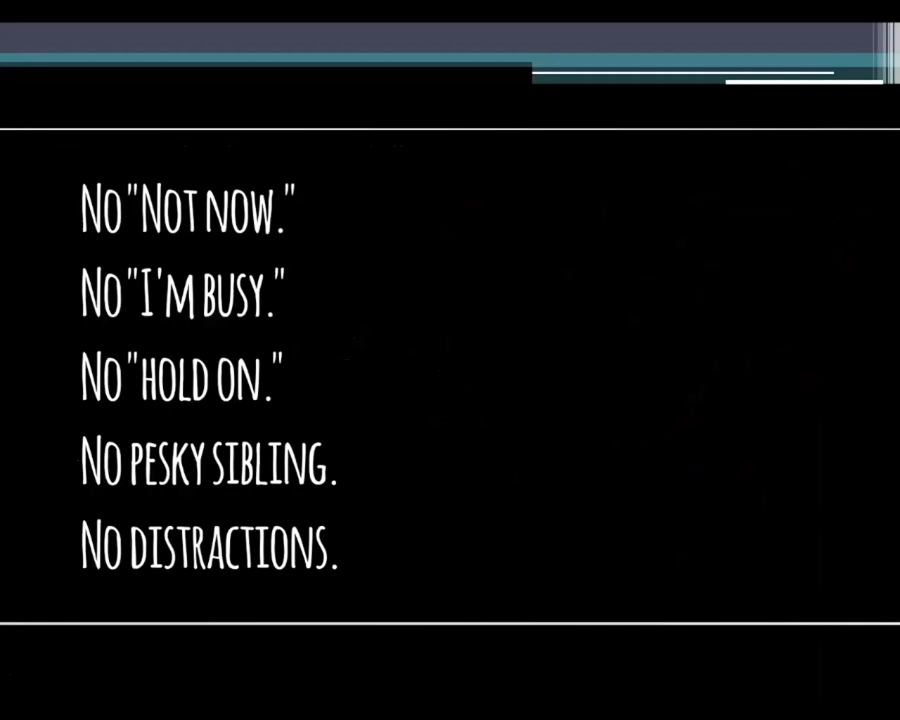 No "Not now."
No "I'm busy."
No "hold on."
No pesky sibling.
No distractions.